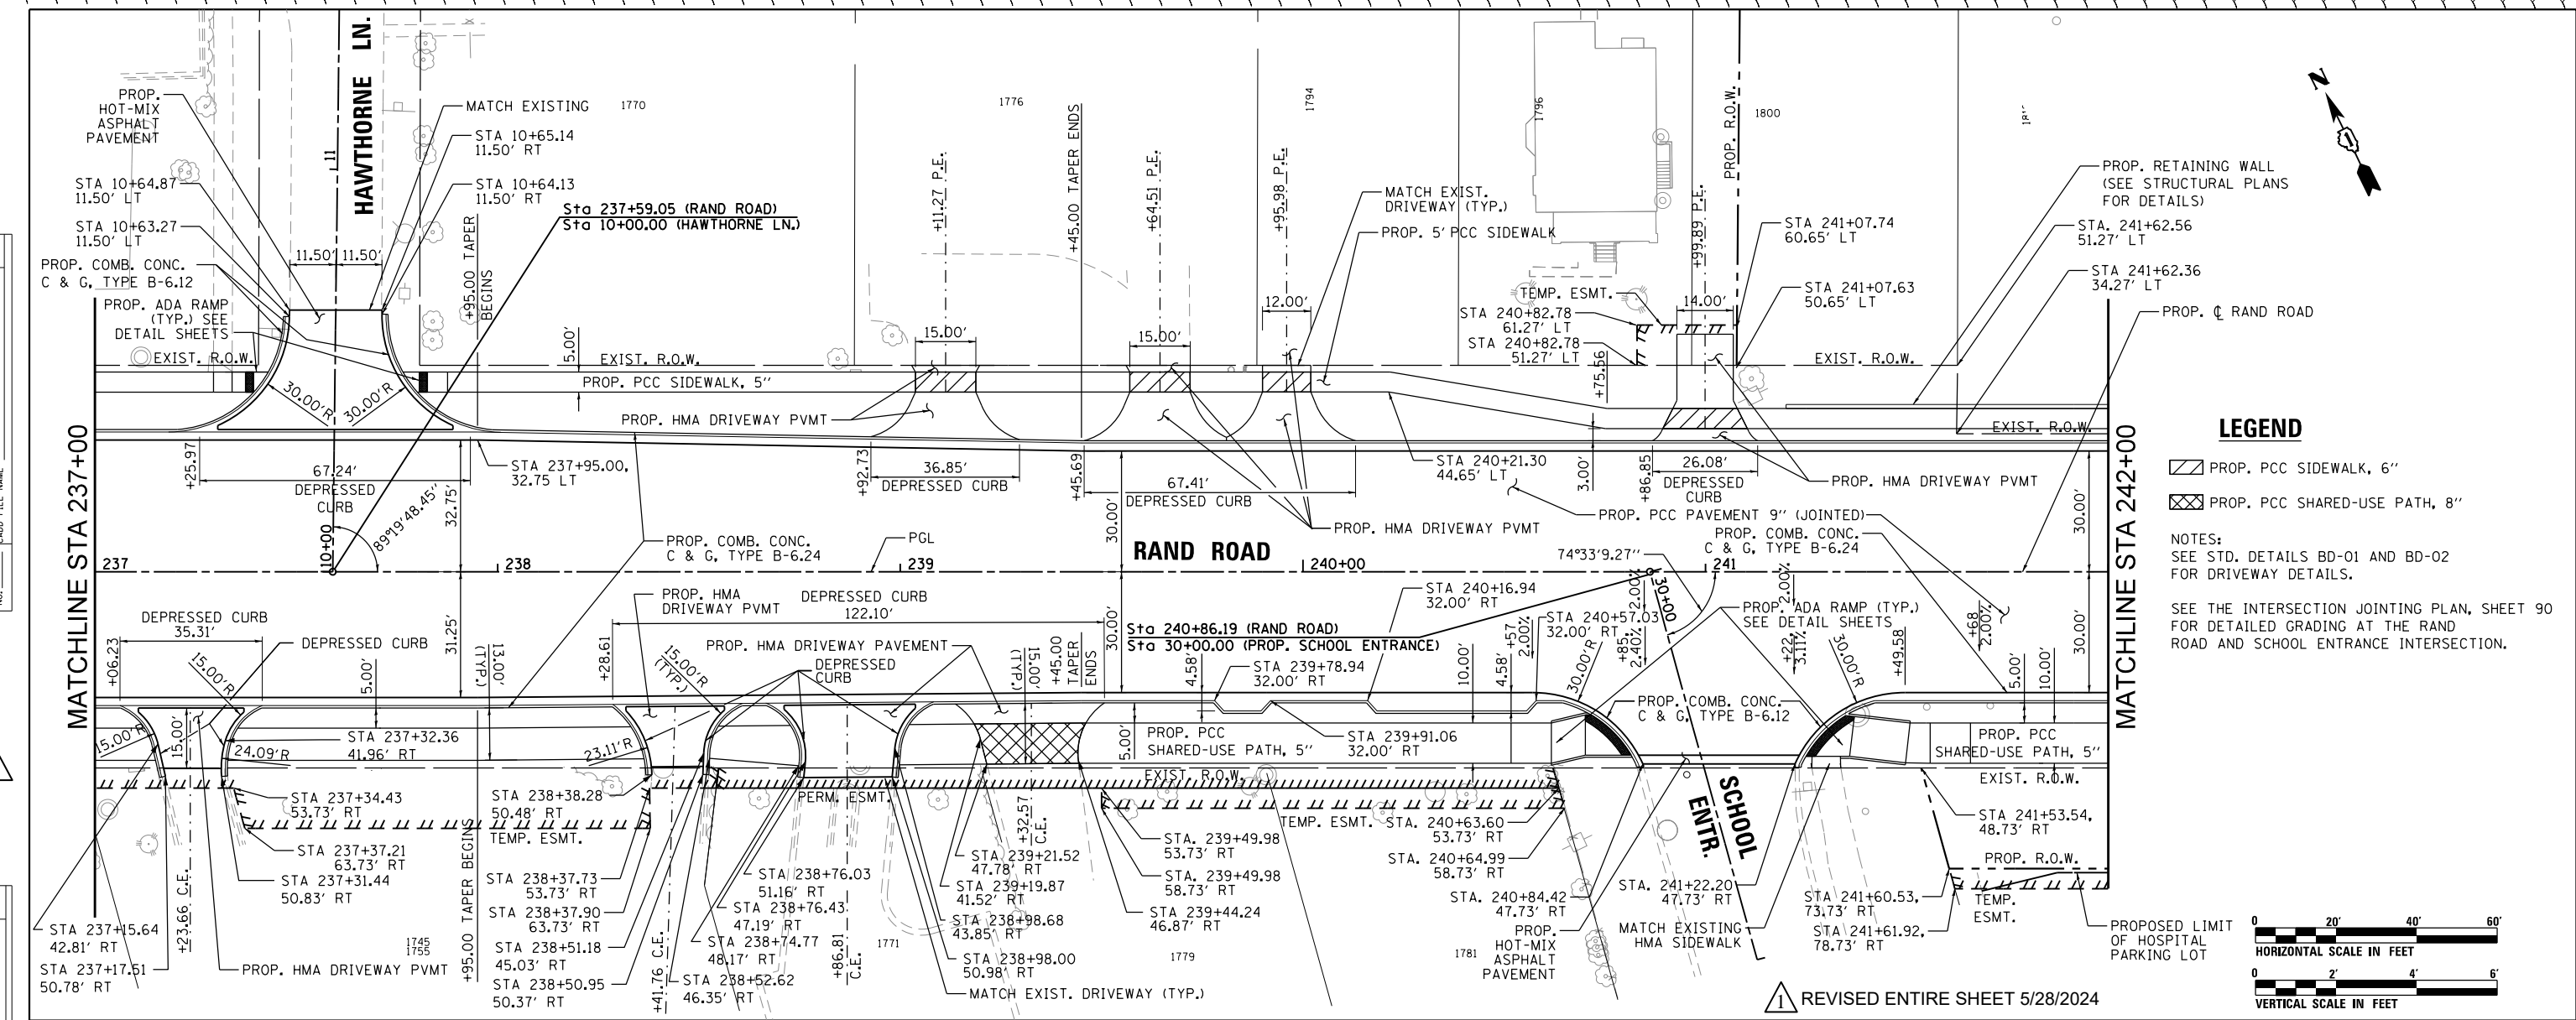 PROP.
HOT-MIX
ASPHALT
PAVEMENT
HAWTHORNE LN.
11
MATCH EXISTING
STA 10+65.14
11.50' RT
STA 10+64.13
11.50' RT
STA 10+64.87
11.50' LT
STA 10+63.27
11.50' LT
11.50' 11.50'
PROP. COMB. CONC.
C & G, TYPE B-6.12
PROP. ADA RAMP
(TYP.) SEE
DETAIL SHEETS
EXIST. R.O.W.
Sta 237+59.05 (RAND ROAD)
Sta 10+00.00 (HAWTHORNE LN.)
1770
1776
1794
1796
1800
+95.00 TAPER
BEGINS
+11.27 P.E.
+45.00 TAPER ENDS
+64.51 P.E.
+95.98 P.E.
MATCH EXIST.
DRIVEWAY (TYP.)
PROP. 5' PCC SIDEWALK
+99.89 P.E.
PROP. R.O.W.
STA 241+07.74
60.65' LT
STA 241+07.63
50.65' LT
TEMP. ESMT.
14.00'
STA 240+82.78
61.27' LT
STA 240+82.78
51.27' LT
+75.56
PROP. RETAINING WALL
(SEE STRUCTURAL PLANS
FOR DETAILS)
STA. 241+62.56
51.27' LT
STA 241+62.36
34.27' LT
PROP. ℄ RAND ROAD
N
5.00'
EXIST. R.O.W.
PROP. PCC SIDEWALK, 5"
15.00'
15.00'
12.00'
EXIST. R.O.W.
EXIST. R.O.W.
30.00'R
30.00'R
PROP. HMA DRIVEWAY PVMT
MATCHLINE STA 237+00
+25.97
67.24'
DEPRESSED
CURB
32.75'
STA 237+95.00,
32.75 LT
+92.73
36.85'
DEPRESSED CURB
+45.69
67.41'
DEPRESSED CURB
STA 240+21.30
44.65' LT
3.00'
+86.85
26.08'
DEPRESSED
CURB
PROP. HMA DRIVEWAY PVMT
PROP. HMA DRIVEWAY PVMT
PROP. PCC PAVEMENT 9" (JOINTED)
PROP. COMB. CONC.
C & G, TYPE B-6.24
30.00'
30.00'
MATCHLINE STA 242+00
LEGEND
PROP. PCC SIDEWALK, 6"
PROP. PCC SHARED-USE PATH, 8"
NOTES:
SEE STD. DETAILS BD-01 AND BD-02
FOR DRIVEWAY DETAILS.
SEE THE INTERSECTION JOINTING PLAN, SHEET 90
FOR DETAILED GRADING AT THE RAND
ROAD AND SCHOOL ENTRANCE INTERSECTION.
10+00
89°19'48.45"
PROP. COMB. CONC.
C & G, TYPE B-6.24
PGL
RAND ROAD
74°33'9.27"
237
238
239
240+00
241
30+00
DEPRESSED CURB
35.31'
+06.23
DEPRESSED CURB
15.00'R
5.00'
31.25'
13.00'
(TYP.)
+28.61
PROP. HMA
DRIVEWAY PVMT
DEPRESSED CURB
122.10'
15.00'R
(TYP.)
PROP. HMA DRIVEWAY PAVEMENT
DEPRESSED
CURB
15.00'
(TYP.)
+45.00
TAPER
ENDS
30.00'
Sta 240+86.19 (RAND ROAD)
Sta 30+00.00 (PROP. SCHOOL ENTRANCE)
STA 240+16.94
32.00' RT
STA 240+57.03
32.00' RT
4.58'
STA 239+78.94
32.00' RT
10.00'
4.58'
+57
2.00%
2.00%
+85
2.40%
2.00%
PROP. ADA RAMP (TYP.)
SEE DETAIL SHEETS
+22
3.11%
30.00'R
30.00'R
+49.58
+68
2.00%
5.00'
10.00'
30.00'
PROP. COMB. CONC.
C & G, TYPE B-6.12
15.00'R
15.00'
24.09'R
STA 237+32.36
41.96' RT
23.11'R
5.00'
PROP. PCC
SHARED-USE PATH, 5"
STA 239+91.06
32.00' RT
PROP. PCC
SHARED-USE PATH, 5"
EXIST. R.O.W.
EXIST. R.O.W.
STA 237+34.43
53.73' RT
STA 237+37.21
63.73' RT
STA 237+31.44
50.83' RT
STA 238+38.28
50.48' RT
TEMP. ESMT.
PERM. ESMT.
STA 238+37.73
53.73' RT
STA 238+37.90
63.73' RT
STA 238+51.18
45.03' RT
STA 238+50.95
50.37' RT
STA 238+76.03
51.16' RT
STA 238+76.43
47.19' RT
STA 238+74.77
48.17' RT
STA 238+52.62
46.35' RT
+32.57
C.E.
STA. 239+21.52
47.78' RT
STA 239+19.87
41.52' RT
STA 238+98.68
43.85' RT
STA 238+98.00
50.98' RT
MATCH EXIST. DRIVEWAY (TYP.)
STA. 239+49.98
53.73' RT
STA. 239+49.98
58.73' RT
STA 239+44.24
46.87' RT
TEMP. ESMT.
STA. 240+63.60
53.73' RT
STA. 240+64.99
58.73' RT
STA. 240+84.42
47.73' RT
PROP.
HOT-MIX
ASPHALT
PAVEMENT
SCHOOL
ENTR.
STA. 241+22.20
47.73' RT
MATCH EXISTING
HMA SIDEWALK
STA 241+53.54,
48.73' RT
PROP. R.O.W.
STA 241+60.53,
73.73' RT
STA 241+61.92,
78.73' RT
TEMP.
ESMT.
PROPOSED LIMIT
OF HOSPITAL
PARKING LOT
STA 237+15.64
42.81' RT
STA 237+17.51
50.78' RT
+23.66 C.E.
PROP. HMA DRIVEWAY PVMT
1745
1755
+95.00 TAPER BEGINS
+41.76 C.E.
+86.81
C.E.
1771
1779
1781
1 REVISED ENTIRE SHEET 5/28/2024
0 20' 40' 60'
HORIZONTAL SCALE IN FEET
0 2' 4' 6'
VERTICAL SCALE IN FEET